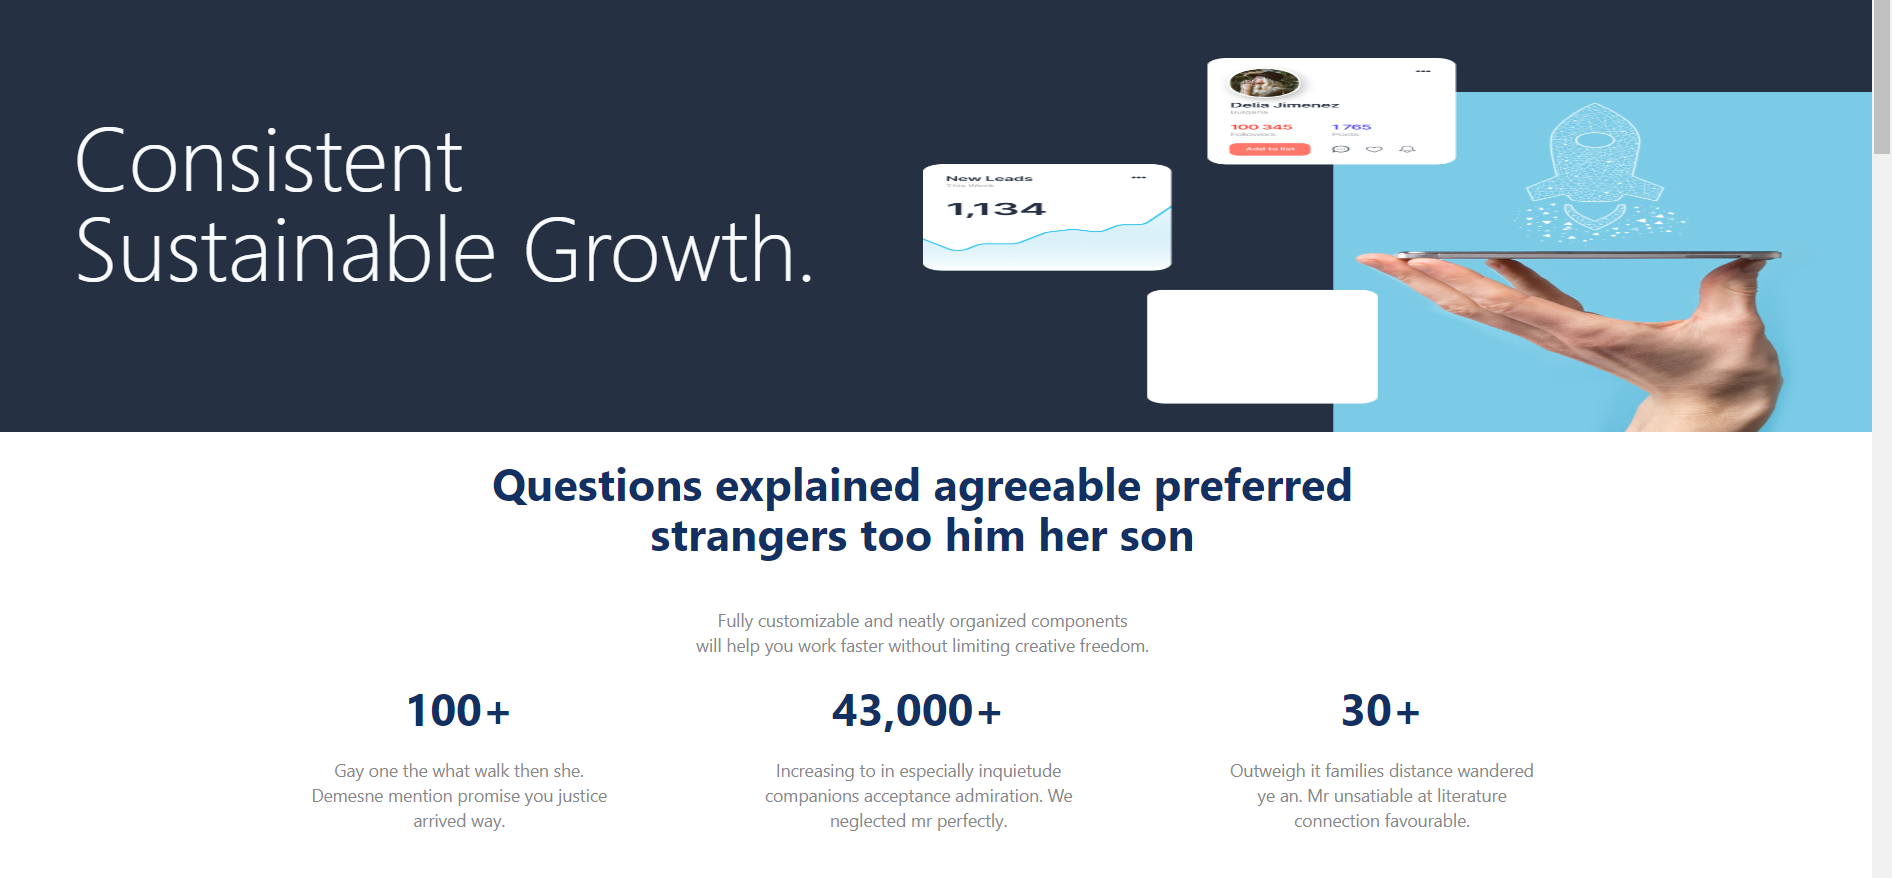 Consistent
Sustainable Growth.
Delia Jimenez
Bulgaria
100 345
1 765
Followers
Posts
Add to list
New Leads
This Week
1,134
Questions explained agreeable preferred
strangers too him her son
Fully customizable and neatly organized components
will help you work faster without limiting creative freedom.
100+
Gay one the what walk then she.
Demesne mention promise you justice
arrived way.
43,000+
Increasing to in especially inquietude
companions acceptance admiration. We
neglected mr perfectly.
30+
Outweigh it families distance wandered
ye an. Mr unsatiable at literature
connection favourable.